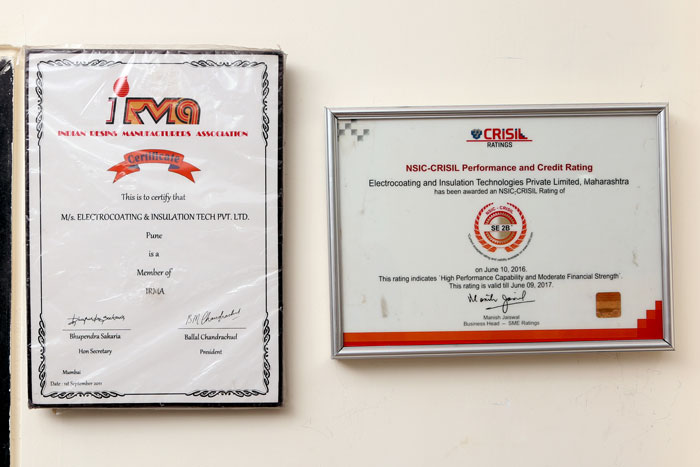 IRMA
INDIAN RESINS MANUFACTURERS ASSOCIATION
Certificate
This is to certify that
M/s. ELECTROCOATING & INSULATION TECH PVT. LTD.
Pune
is a
Member of
IRMA
Bhupendra Sakaria
Hon Secretary
Ballal Chandrachud
President
Mumbai
Date : 1st September 2011
CRISIL
RATINGS
NSIC-CRISIL Performance and Credit Rating
Electrocoating and Insulation Technologies Private Limited, Maharashtra
has been awarded an NSIC-CRISIL Rating of
NSIC - CRISIL
SE 2B
on June 10, 2016.
This rating indicates 'High Performance Capability and Moderate Financial Strength'.
This rating is valid till June 09, 2017.
Manish Jaiswal
Business Head – SME Ratings